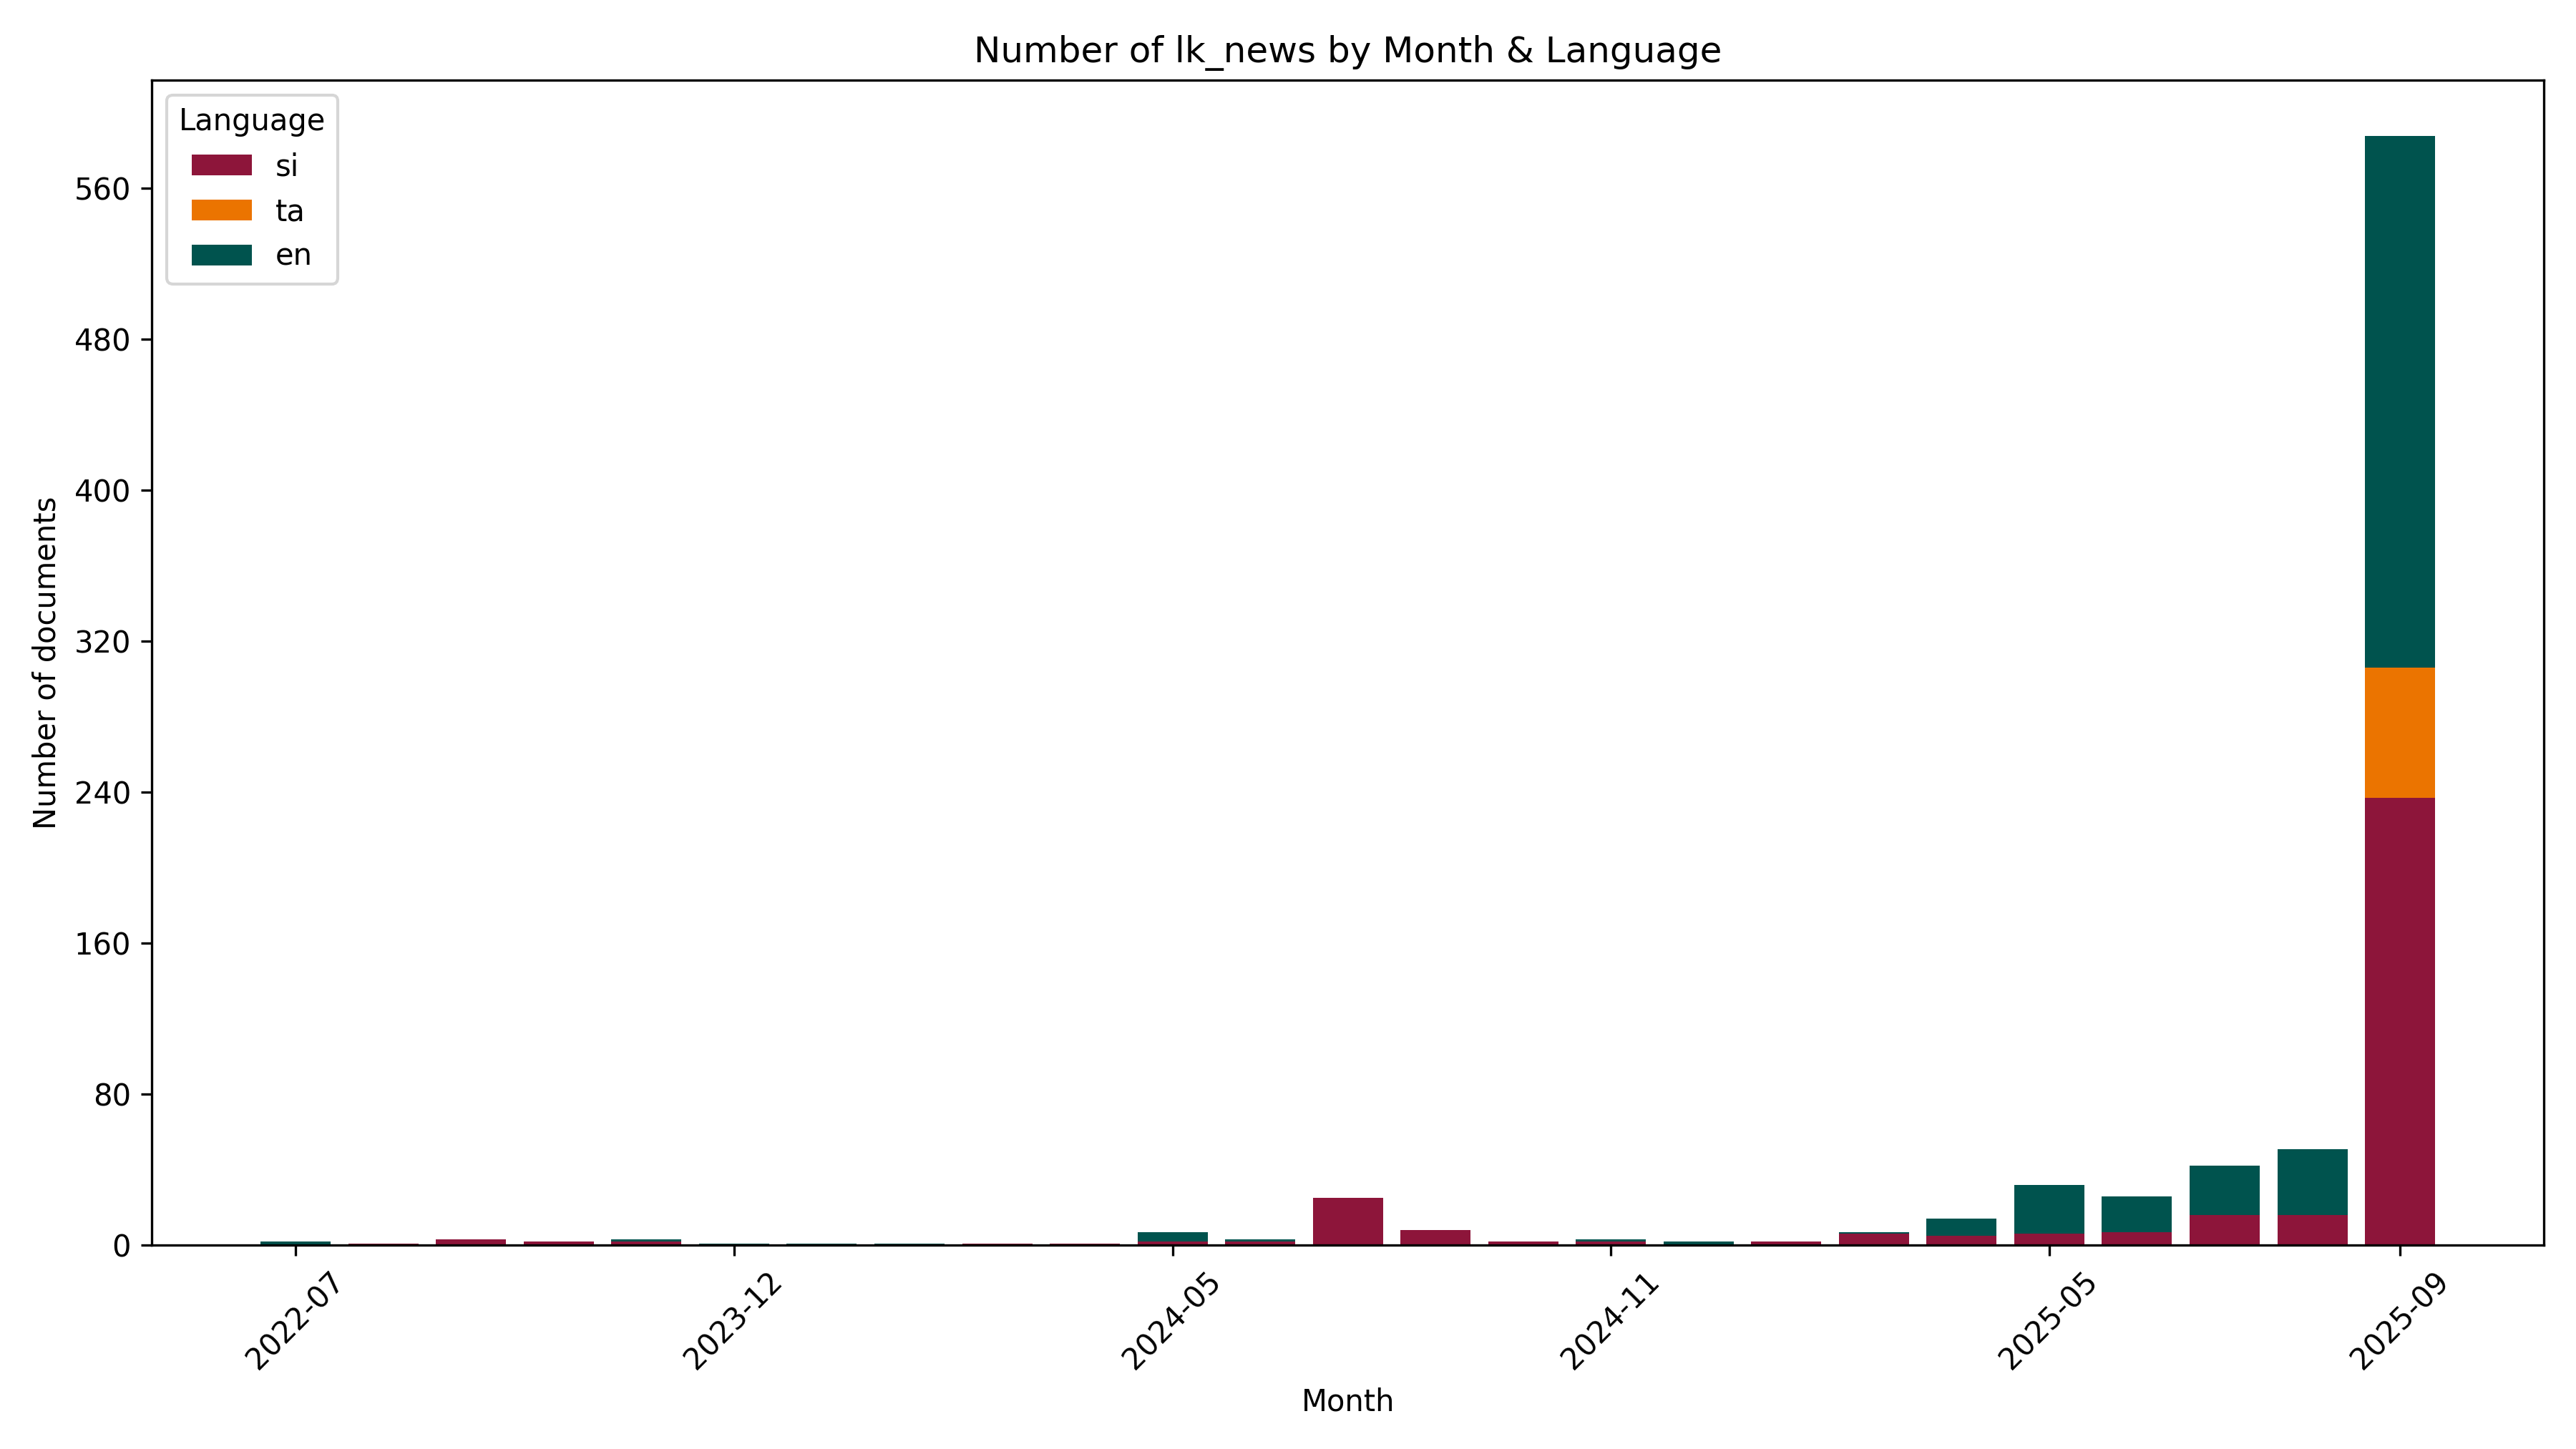 Number of lk_news by Month & Language
Language
si
ta
en
560
480
400
320
240
160
80
0
Number of documents
2022-07
2023-12
2024-05
2024-11
2025-05
2025-09
Month